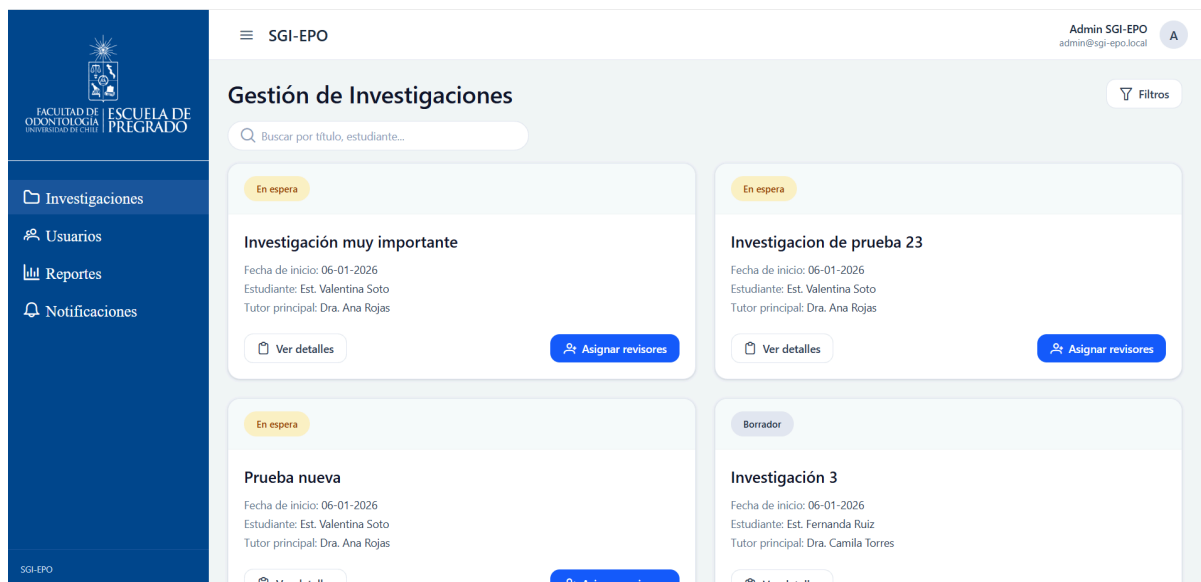 FACULTAD DE
ODONTOLOGÍA
UNIVERSIDAD DE CHILE
ESCUELA DE
PREGRADO
Investigaciones
Usuarios
Reportes
Notificaciones
SGI-EPO
SGI-EPO
Admin SGI-EPO
admin@sgi-epo.local
A
Gestión de Investigaciones
Filtros
Buscar por título, estudiante...
En espera
Investigación muy importante
Fecha de inicio: 06-01-2026
Estudiante: Est. Valentina Soto
Tutor principal: Dra. Ana Rojas
Ver detalles
Asignar revisores
En espera
Investigacion de prueba 23
Fecha de inicio: 06-01-2026
Estudiante: Est. Valentina Soto
Tutor principal: Dra. Ana Rojas
Ver detalles
Asignar revisores
En espera
Prueba nueva
Fecha de inicio: 06-01-2026
Estudiante: Est. Valentina Soto
Tutor principal: Dra. Ana Rojas
Borrador
Investigación 3
Fecha de inicio: 06-01-2026
Estudiante: Est. Fernanda Ruiz
Tutor principal: Dra. Camila Torres